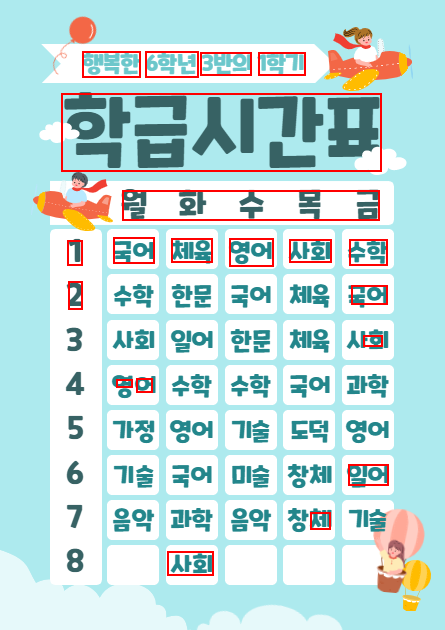 행복한 6학년 3반의 1학기
학급시간표
월 화 수 목 금
1 국어 체육 영어 사회 수학
2 수학 한문 국어 체육 국어
3 사회 일어 한문 체육 사회
4 영어 수학 수학 국어 과학
5 가정 영어 기술 도덕 영어
6 기술 국어 미술 창체 일어
7 음악 과학 음악 창체 기술
8 사회